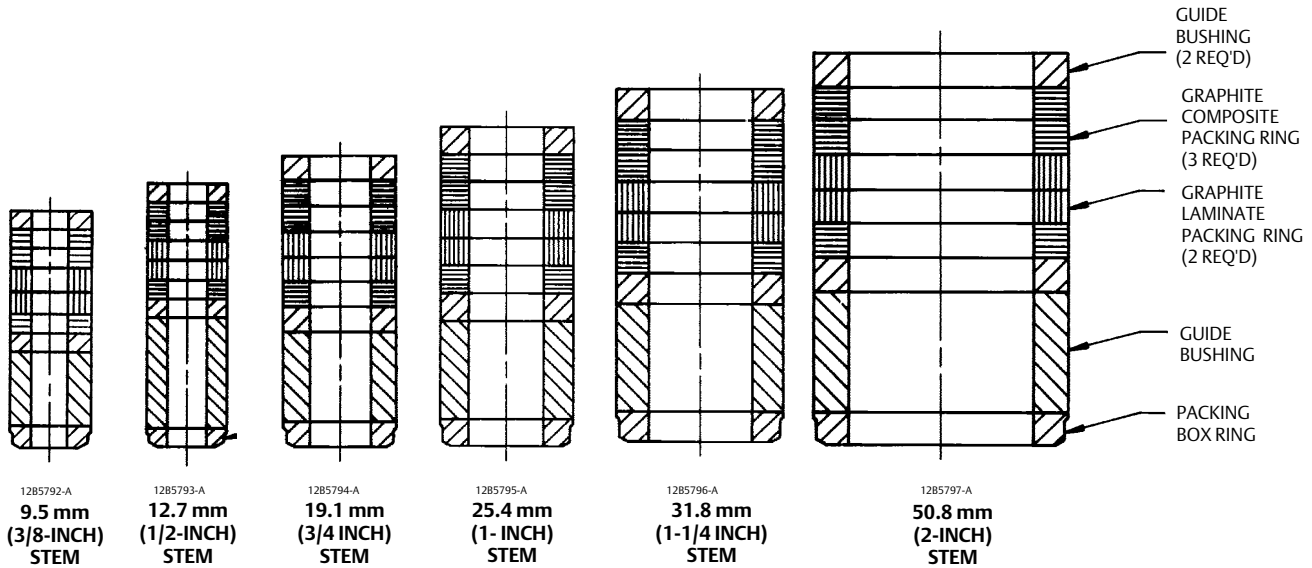 GUIDE
BUSHING
(2 REQ'D)
GRAPHITE
COMPOSITE
PACKING RING
(3 REQ'D)
GRAPHITE
LAMINATE
PACKING RING
(2 REQ'D)
GUIDE
BUSHING
PACKING
BOX RING
12B5792-A
9.5 mm
(3/8-INCH)
STEM
12B5793-A
12.7 mm
(1/2-INCH)
STEM
12B5794-A
19.1 mm
(3/4 INCH)
STEM
12B5795-A
25.4 mm
(1- INCH)
STEM
12B5796-A
31.8 mm
(1-1/4 INCH)
STEM
12B5797-A
50.8 mm
(2-INCH)
STEM